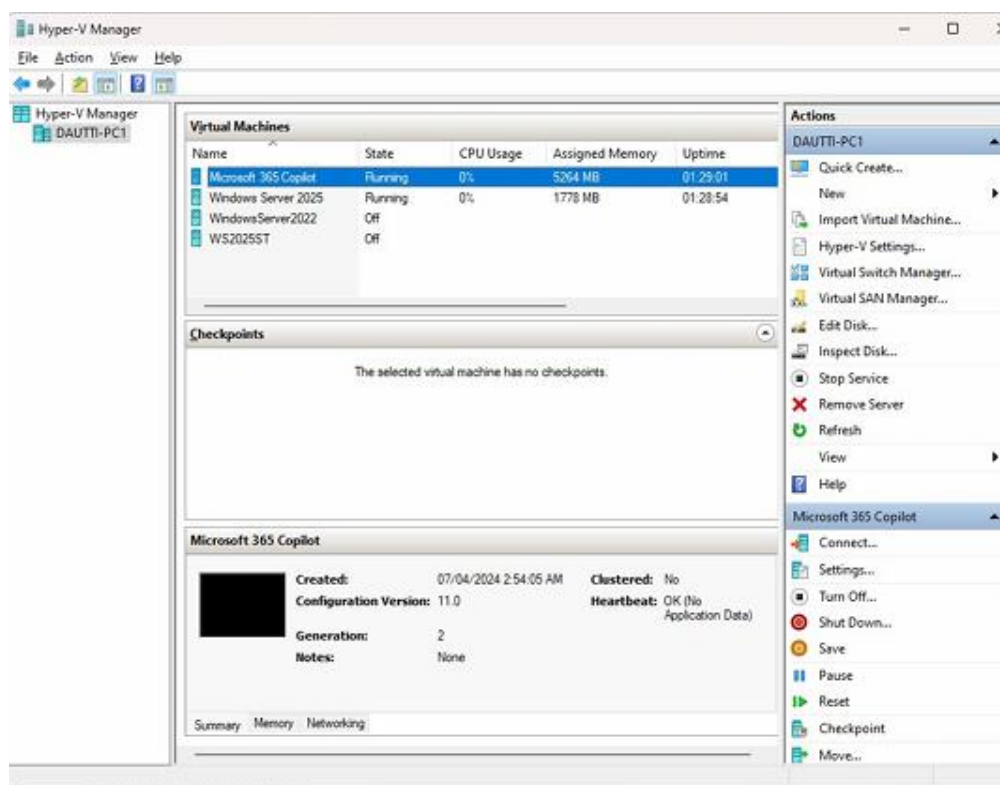 Hyper-V Manager
File Action View Help
Hyper-V Manager
DAUTTI-PC1
Virtual Machines
Name State CPU Usage Assigned Memory Uptime
Microsoft 365 Copilot Running 0% 5264 MB 01:29:01
Windows Server 2025 Running 0% 1778 MB 01:28:54
WindowsServer2022 Off
WS2025ST Off
Checkpoints
The selected virtual machine has no checkpoints.
Microsoft 365 Copilot
Created: 07/04/2024 2:54:05 AM Clustered: No
Configuration Version: 11.0 Heartbeat: OK (No
Application Data)
Generation: 2
Notes: None
Summary Memory Networking
Actions
DAUTTI-PC1
Quick Create...
New
Import Virtual Machine...
Hyper-V Settings...
Virtual Switch Manager...
Virtual SAN Manager...
Edit Disk...
Inspect Disk...
Stop Service
Remove Server
Refresh
View
Help
Microsoft 365 Copilot
Connect...
Settings...
Turn Off...
Shut Down...
Save
Pause
Reset
Checkpoint
Move...